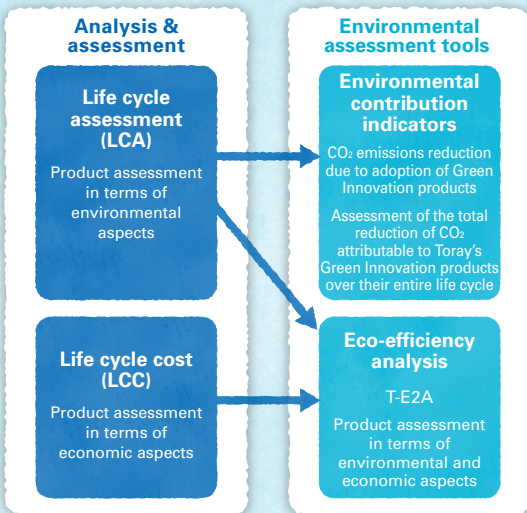 Analysis &
assessment
Life cycle
assessment
(LCA)
Product assessment
in terms of
environmental
aspects
Life cycle cost
(LCC)
Product assessment
in terms of
economic aspects
Environmental
assessment tools
Environmental
contribution
indicators
CO₂ emissions reduction
due to adoption of Green
Innovation products
Assessment of the total
reduction of CO₂
attributable to Toray's
Green Innovation products
over their entire life cycle
Eco-efficiency
analysis
T-E2A
Product assessment
in terms of
environmental and
economic aspects